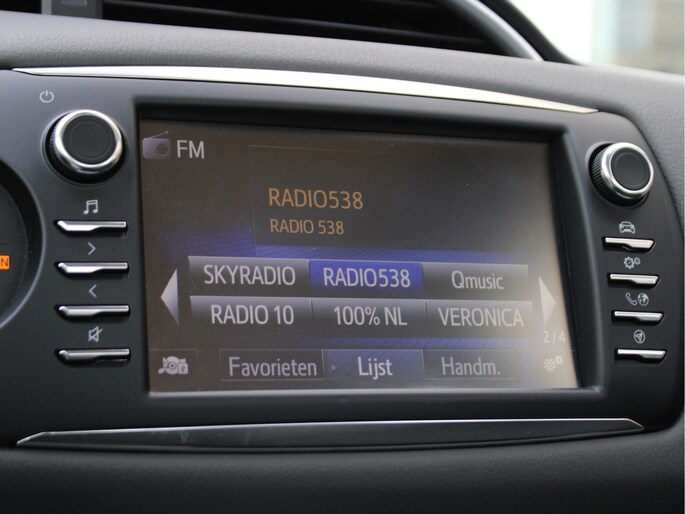 FM
RADIO538
RADIO 538
SKYRADIO RADIO538 Qmusic
RADIO 10 100% NL VERONICA
2/4
Favorieten Lijst Handm.